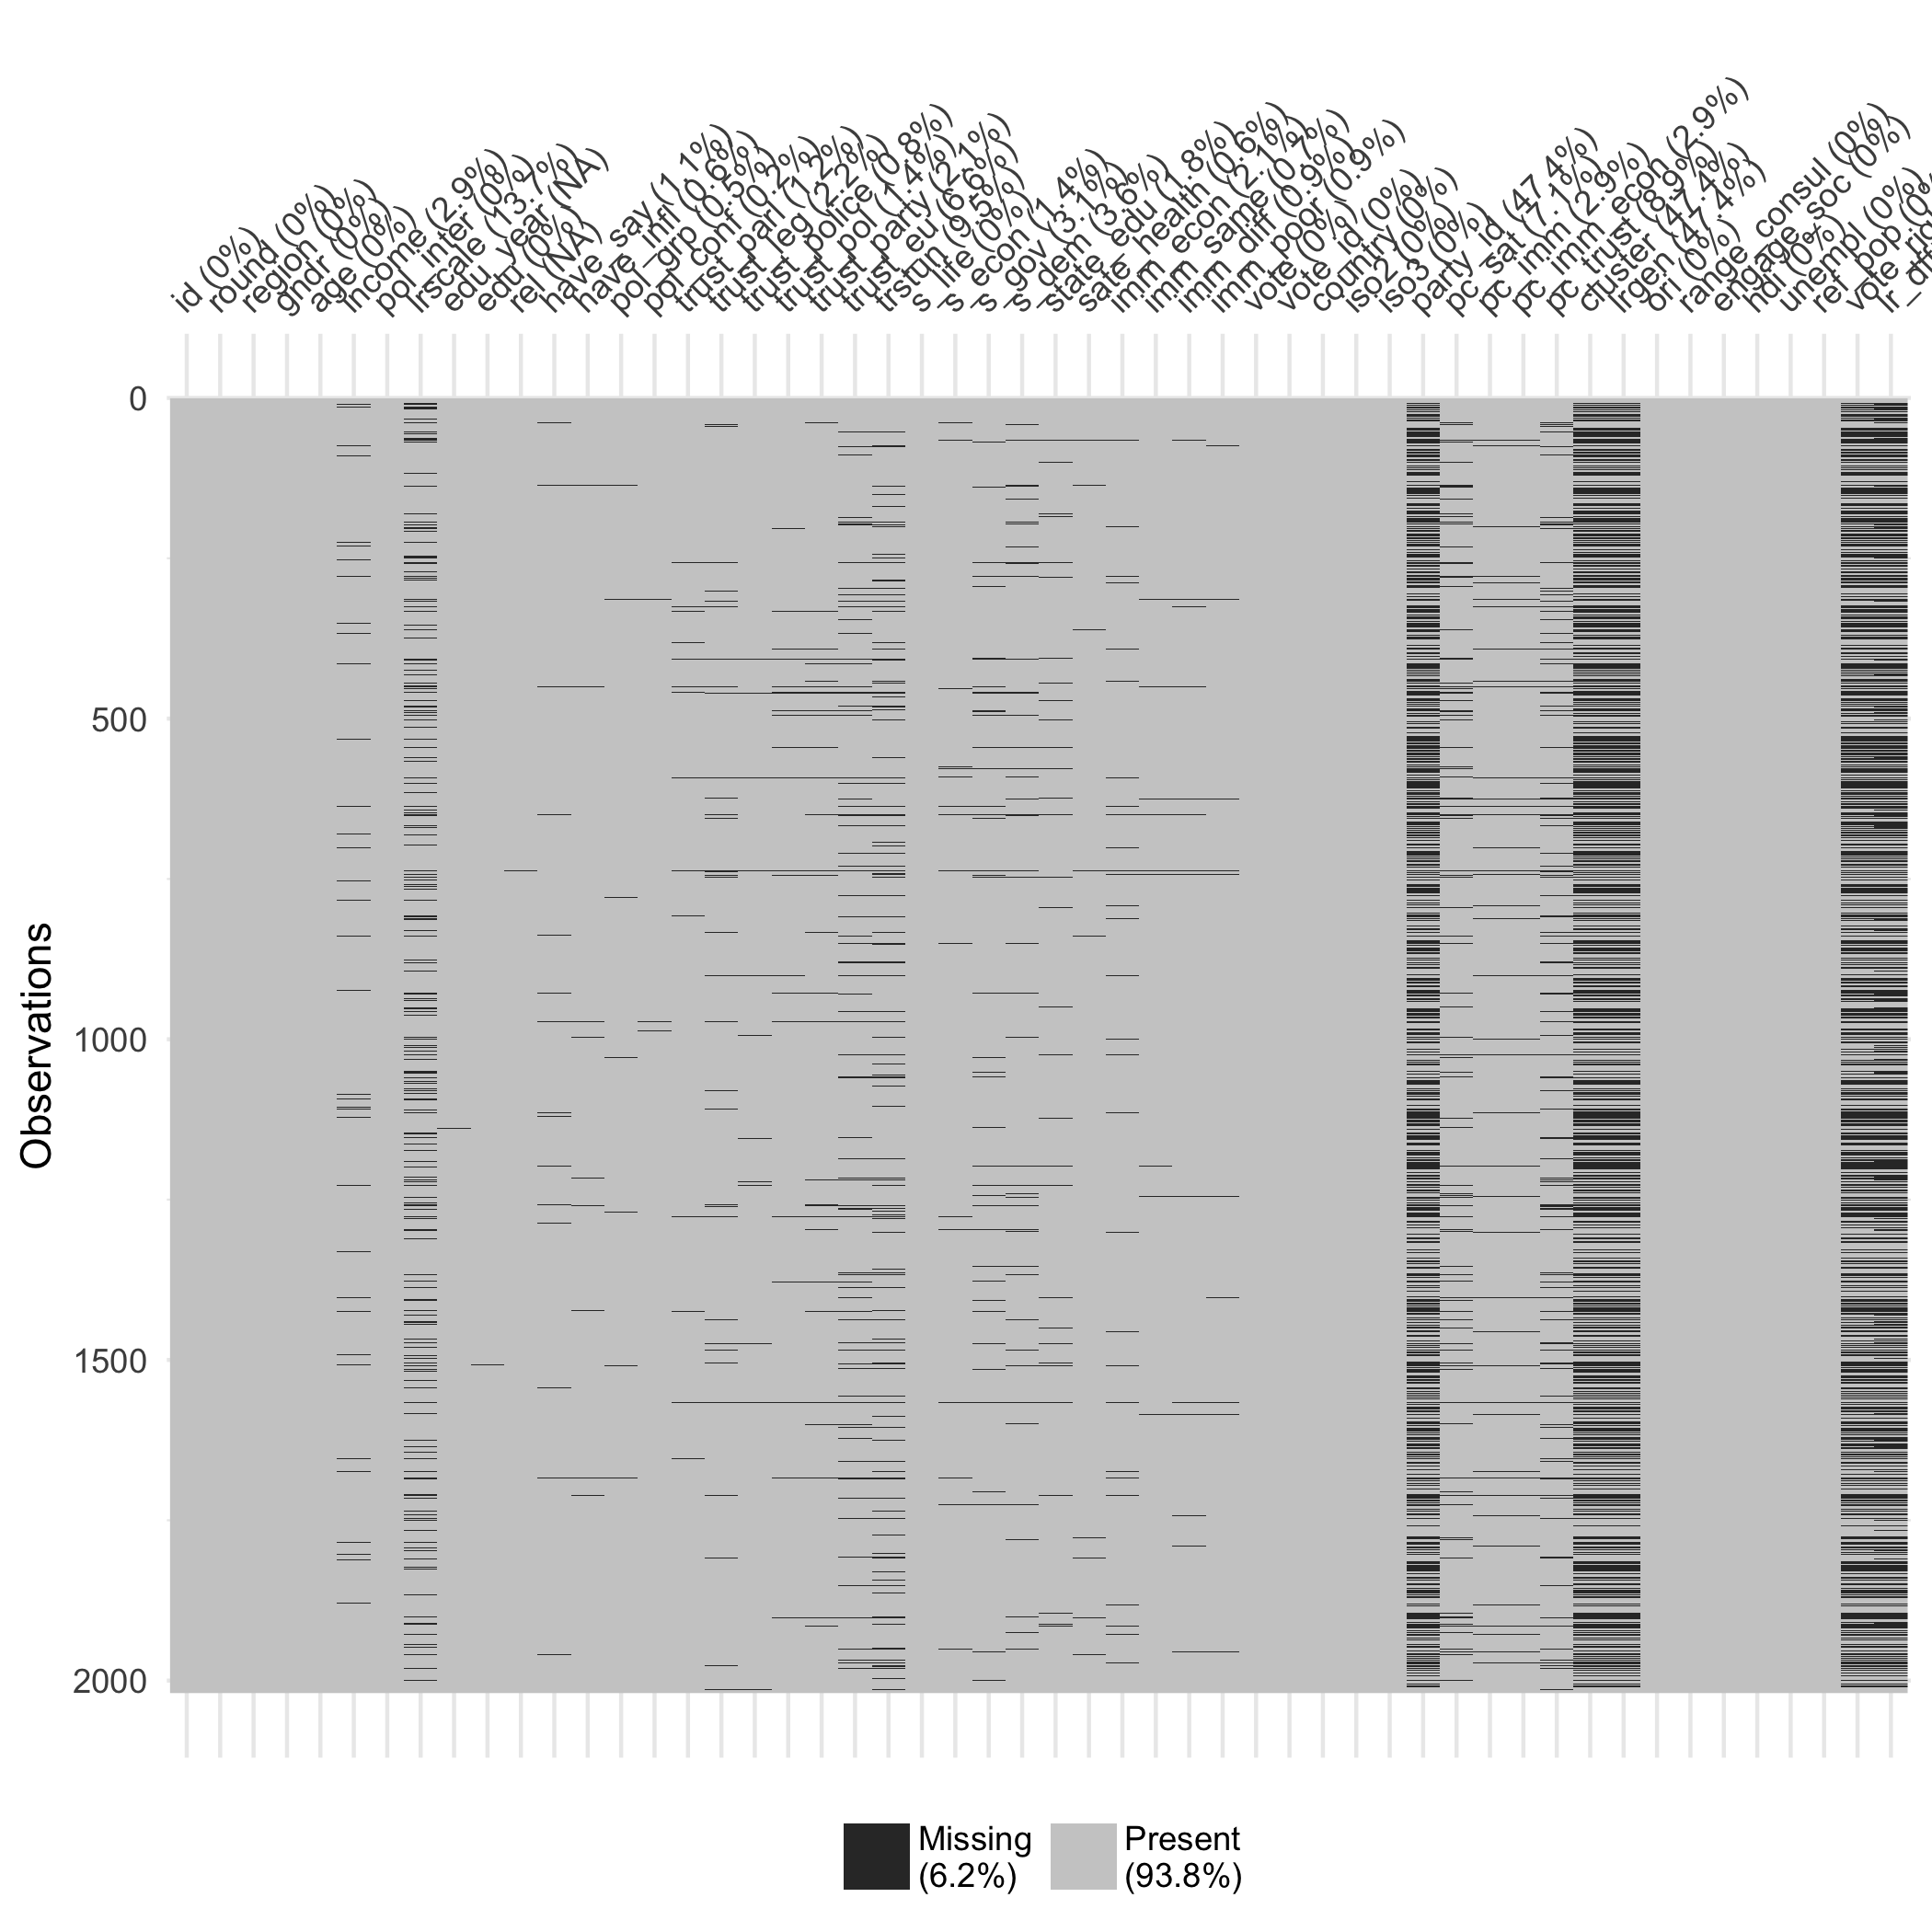 id (0%)
round (0%)
region (0%)
gndr (0%)
age (0%)
income (2.9%)
pol_inter
lrscale (13.7%)
edu_year (NA)
edu (0%)
rel (NA)
have_say (1.1%)
have_infl (0.6%)
pol_grp (0.5%)
pol_conf (0.2%)
trust_parl (1.2%)
trust_leg (2.2%)
trust_police (0.8%)
trust_pol (1.4%)
trust_party (2.1%)
trust_eu (6.6%)
trstun (9.5%)
s_life (0%)
s_econ (1.4%)
s_gov (3.1%)
s_dem (3.6%)
state_edu (1.8%)
sate_health (0.6%)
imm_econ (2.1%)
imm_same (0.7%)
imm_diff (0.9%)
imm_poor (0.9%)
vote (0%)
vote_id (0%)
country (0%)
iso2 (0%)
iso3 (0%)
party_id (47.4%)
pc_sat (7.1%)
pc_imm (2.9%)
pc_imm_econ (2.9%)
pc_trust (8.9%)
cluster (47.4%)
lrgen (47.4%)
ori (0%)
range_consul (0%)
engage_soc (0%)
hdi (0%)
unempl (0%)
ref_pop (0
vote_rig
lr_diff
0
500
1000
1500
2000
Observations
Missing
(6.2%)
Present
(93.8%)